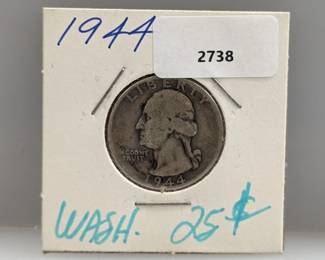 1944
2738
LIBERTY
IN GOD WE
TRUST
1944
WASH. 25¢